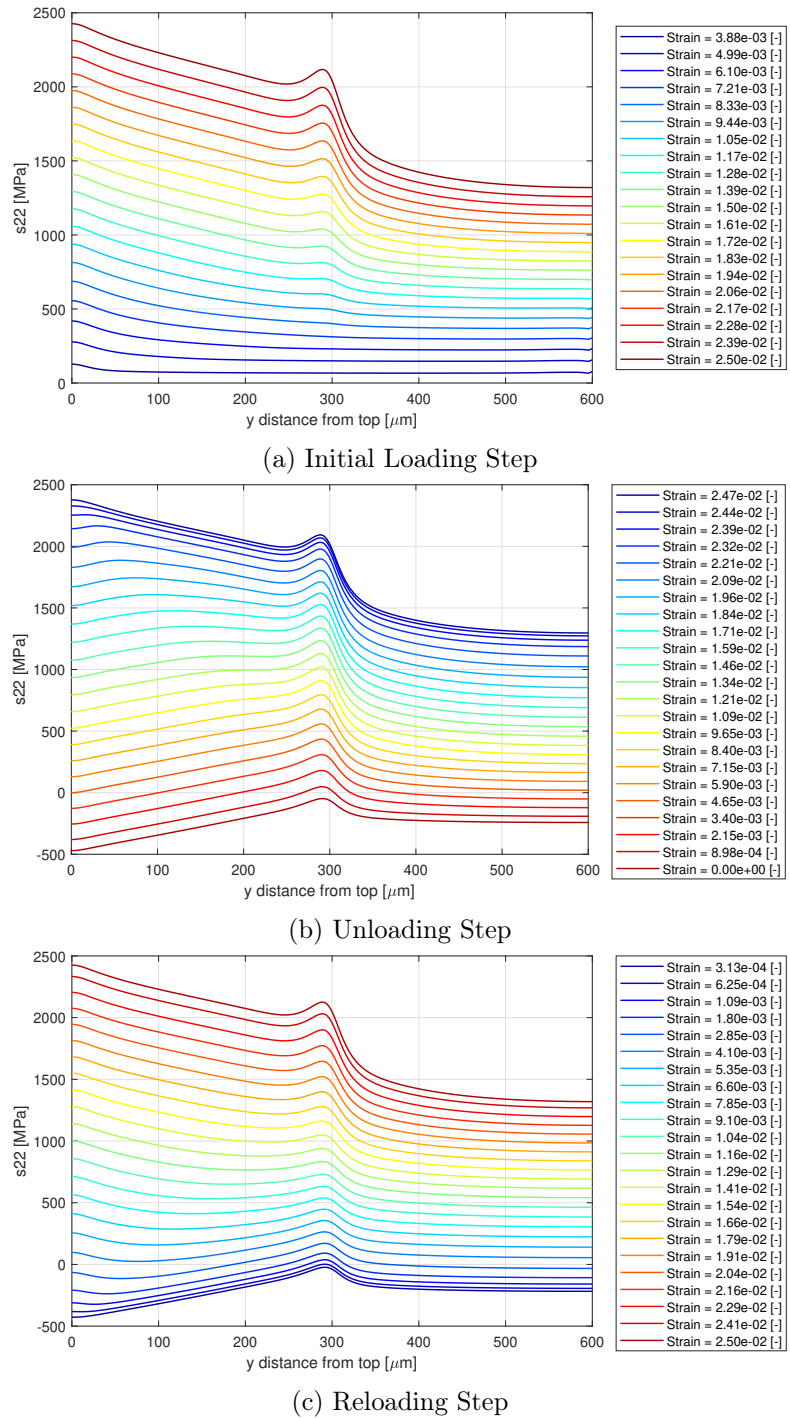 2500
2000
1500
1000
500
0
s22 [MPa]
0 100 200 300 400 500 600
y distance from top [μm]
Strain = 3.88e-03 [-]
Strain = 4.99e-03 [-]
Strain = 6.10e-03 [-]
Strain = 7.21e-03 [-]
Strain = 8.33e-03 [-]
Strain = 9.44e-03 [-]
Strain = 1.05e-02 [-]
Strain = 1.17e-02 [-]
Strain = 1.28e-02 [-]
Strain = 1.39e-02 [-]
Strain = 1.50e-02 [-]
Strain = 1.61e-02 [-]
Strain = 1.72e-02 [-]
Strain = 1.83e-02 [-]
Strain = 1.94e-02 [-]
Strain = 2.06e-02 [-]
Strain = 2.17e-02 [-]
Strain = 2.28e-02 [-]
Strain = 2.39e-02 [-]
Strain = 2.50e-02 [-]
(a) Initial Loading Step
2500
2000
1500
1000
500
0
-500
s22 [MPa]
0 100 200 300 400 500 600
y distance from top [μm]
Strain = 2.47e-02 [-]
Strain = 2.44e-02 [-]
Strain = 2.39e-02 [-]
Strain = 2.32e-02 [-]
Strain = 2.21e-02 [-]
Strain = 2.09e-02 [-]
Strain = 1.96e-02 [-]
Strain = 1.84e-02 [-]
Strain = 1.71e-02 [-]
Strain = 1.59e-02 [-]
Strain = 1.46e-02 [-]
Strain = 1.34e-02 [-]
Strain = 1.21e-02 [-]
Strain = 1.09e-02 [-]
Strain = 9.65e-03 [-]
Strain = 8.40e-03 [-]
Strain = 7.15e-03 [-]
Strain = 5.90e-03 [-]
Strain = 4.65e-03 [-]
Strain = 3.40e-03 [-]
Strain = 2.15e-03 [-]
Strain = 8.98e-04 [-]
Strain = 0.00e+00 [-]
(b) Unloading Step
2500
2000
1500
1000
500
0
-500
s22 [MPa]
0 100 200 300 400 500 600
y distance from top [μm]
Strain = 3.13e-04 [-]
Strain = 6.25e-04 [-]
Strain = 1.09e-03 [-]
Strain = 1.80e-03 [-]
Strain = 2.85e-03 [-]
Strain = 4.10e-03 [-]
Strain = 5.35e-03 [-]
Strain = 6.60e-03 [-]
Strain = 7.85e-03 [-]
Strain = 9.10e-03 [-]
Strain = 1.04e-02 [-]
Strain = 1.16e-02 [-]
Strain = 1.29e-02 [-]
Strain = 1.41e-02 [-]
Strain = 1.54e-02 [-]
Strain = 1.66e-02 [-]
Strain = 1.79e-02 [-]
Strain = 1.91e-02 [-]
Strain = 2.04e-02 [-]
Strain = 2.16e-02 [-]
Strain = 2.29e-02 [-]
Strain = 2.41e-02 [-]
Strain = 2.50e-02 [-]
(c) Reloading Step